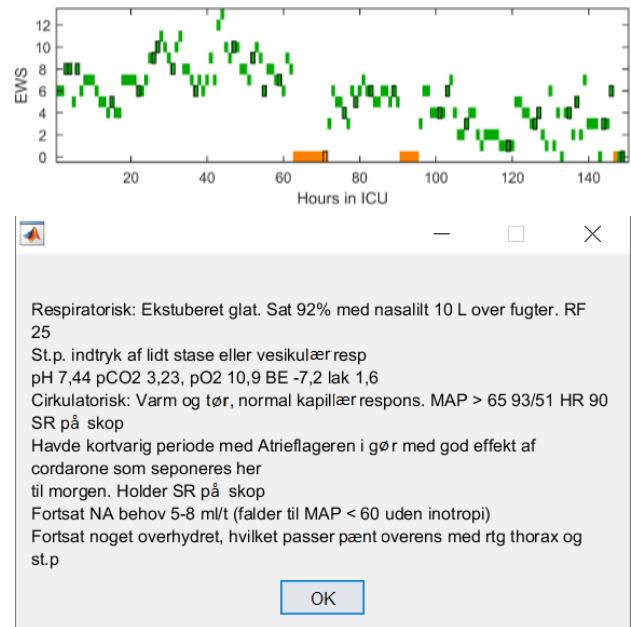 12
10
8
6
4
2
0
EWS
20 40 60 80 100 120 140
Hours in ICU
Respiratorisk: Ekstuberet glat. Sat 92% med nasalilt 10 L over fugter. RF
25
St.p. indtryk af lidt stase eller vesikulær resp
pH 7,44 pCO2 3,23, pO2 10,9 BE -7,2 lak 1,6
Cirkulatorisk: Varm og tør, normal kapillær respons. MAP > 65 93/51 HR 90
SR på skop
Havde kortvarig periode med Atrieflageren i gør med god effekt af
cordarone som seponeres her
til morgen. Holder SR på skop
Fortsat NA behov 5-8 ml/t (falder til MAP < 60 uden inotropi)
Fortsat noget overhydret, hvilket passer pænt overens med rtg thorax og
st.p
OK